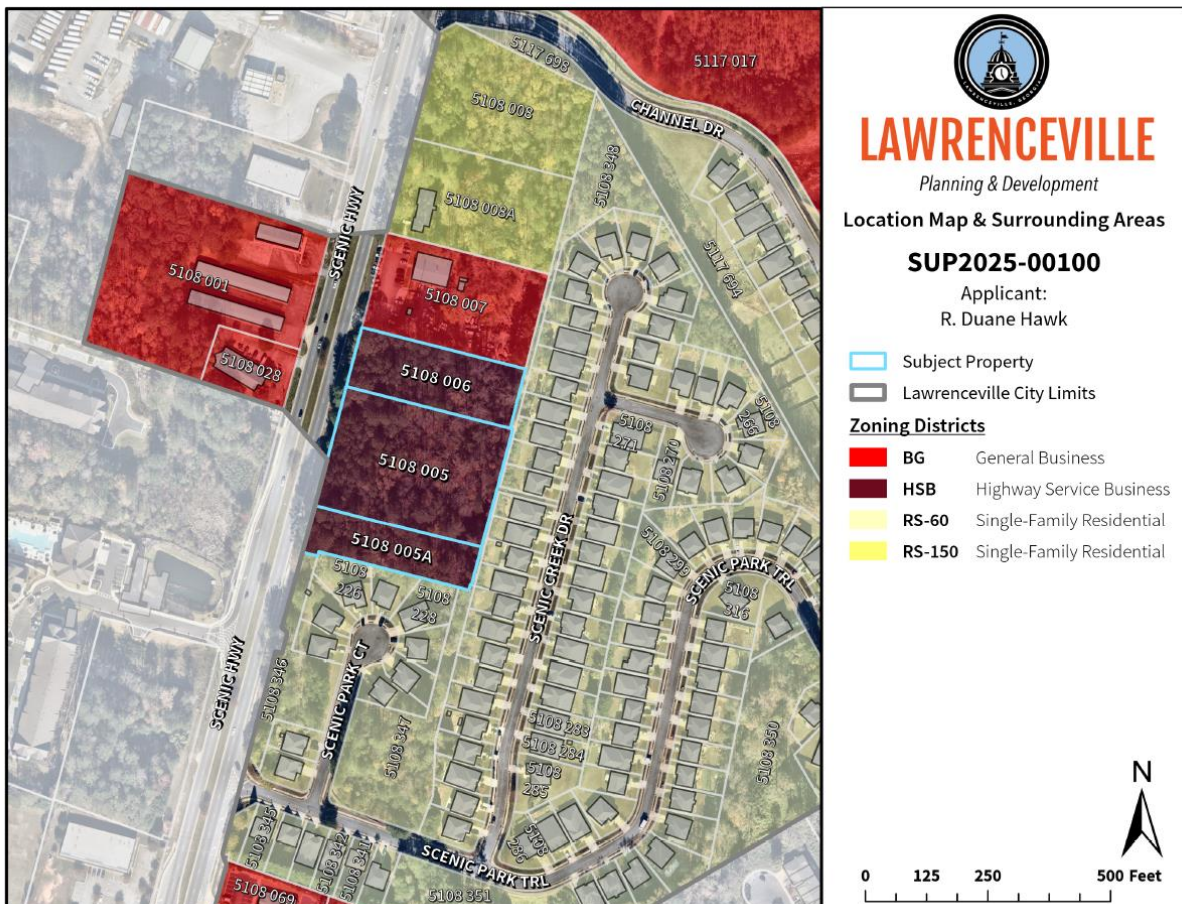 5117 698
5117 017
5108 008
CHANNEL DR
5108 348
5108 008A
SCENIC HWY
5117 694
5108 001
5108 007
5108 028
5108 006
5108 005
5108 271
5108 270
5108 266
5108 005A
SCENIC CREEK DR
5108 299
SCENIC PARK TRL
5108 316
5108 226
5108 228
SCENIC HWY
5108 346
SCENIC PARK CT
5108 347
5108 283
5108 284
5108 285
5108 350
5108 286
5108 345
5108 342
5108 341
SCENIC PARK TRL
5108 351
5108 069
LAWRENCEVILLE, GEORGIA
LAWRENCEVILLE
Planning & Development
Location Map & Surrounding Areas
SUP2025-00100
Applicant:
R. Duane Hawk
Subject Property
Lawrenceville City Limits
Zoning Districts
BG General Business
HSB Highway Service Business
RS-60 Single-Family Residential
RS-150 Single-Family Residential
N
0 125 250 500 Feet